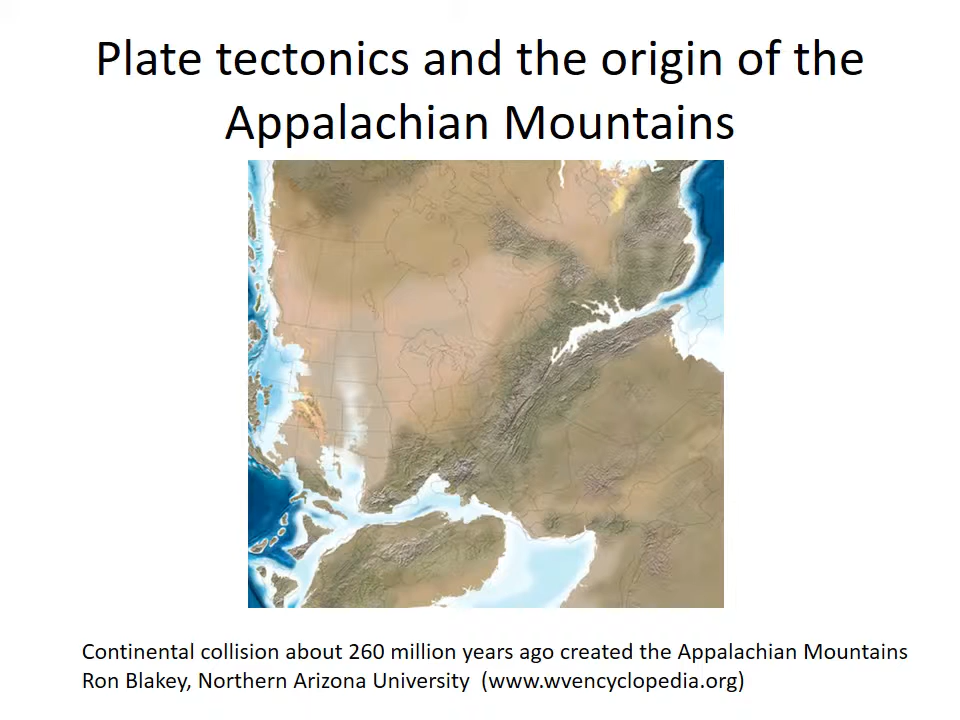 Plate tectonics and the origin of the
Appalachian Mountains
Continental collision about 260 million years ago created the Appalachian Mountains
Ron Blakey, Northern Arizona University  (www.wvencyclopedia.org)